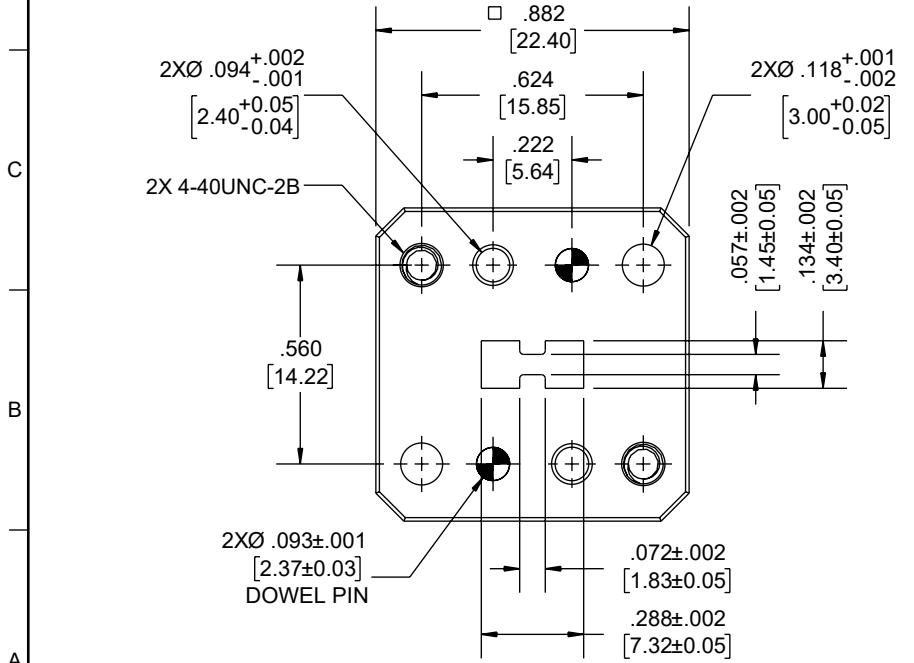 □ .882
[22.40]
2XØ .094 +.002 -.001
[2.40 +0.05 -0.04]
.624
[15.85]
2XØ .118 +.001 -.002
[3.00 +0.02 -0.05]
.222
[5.64]
C
2X 4-40UNC-2B
.057±.002
[1.45±0.05]
.134±.002
[3.40±0.05]
.560
[14.22]
B
2XØ .093±.001
[2.37±0.03]
DOWEL PIN
.072±.002
[1.83±0.05]
.288±.002
[7.32±0.05]
A